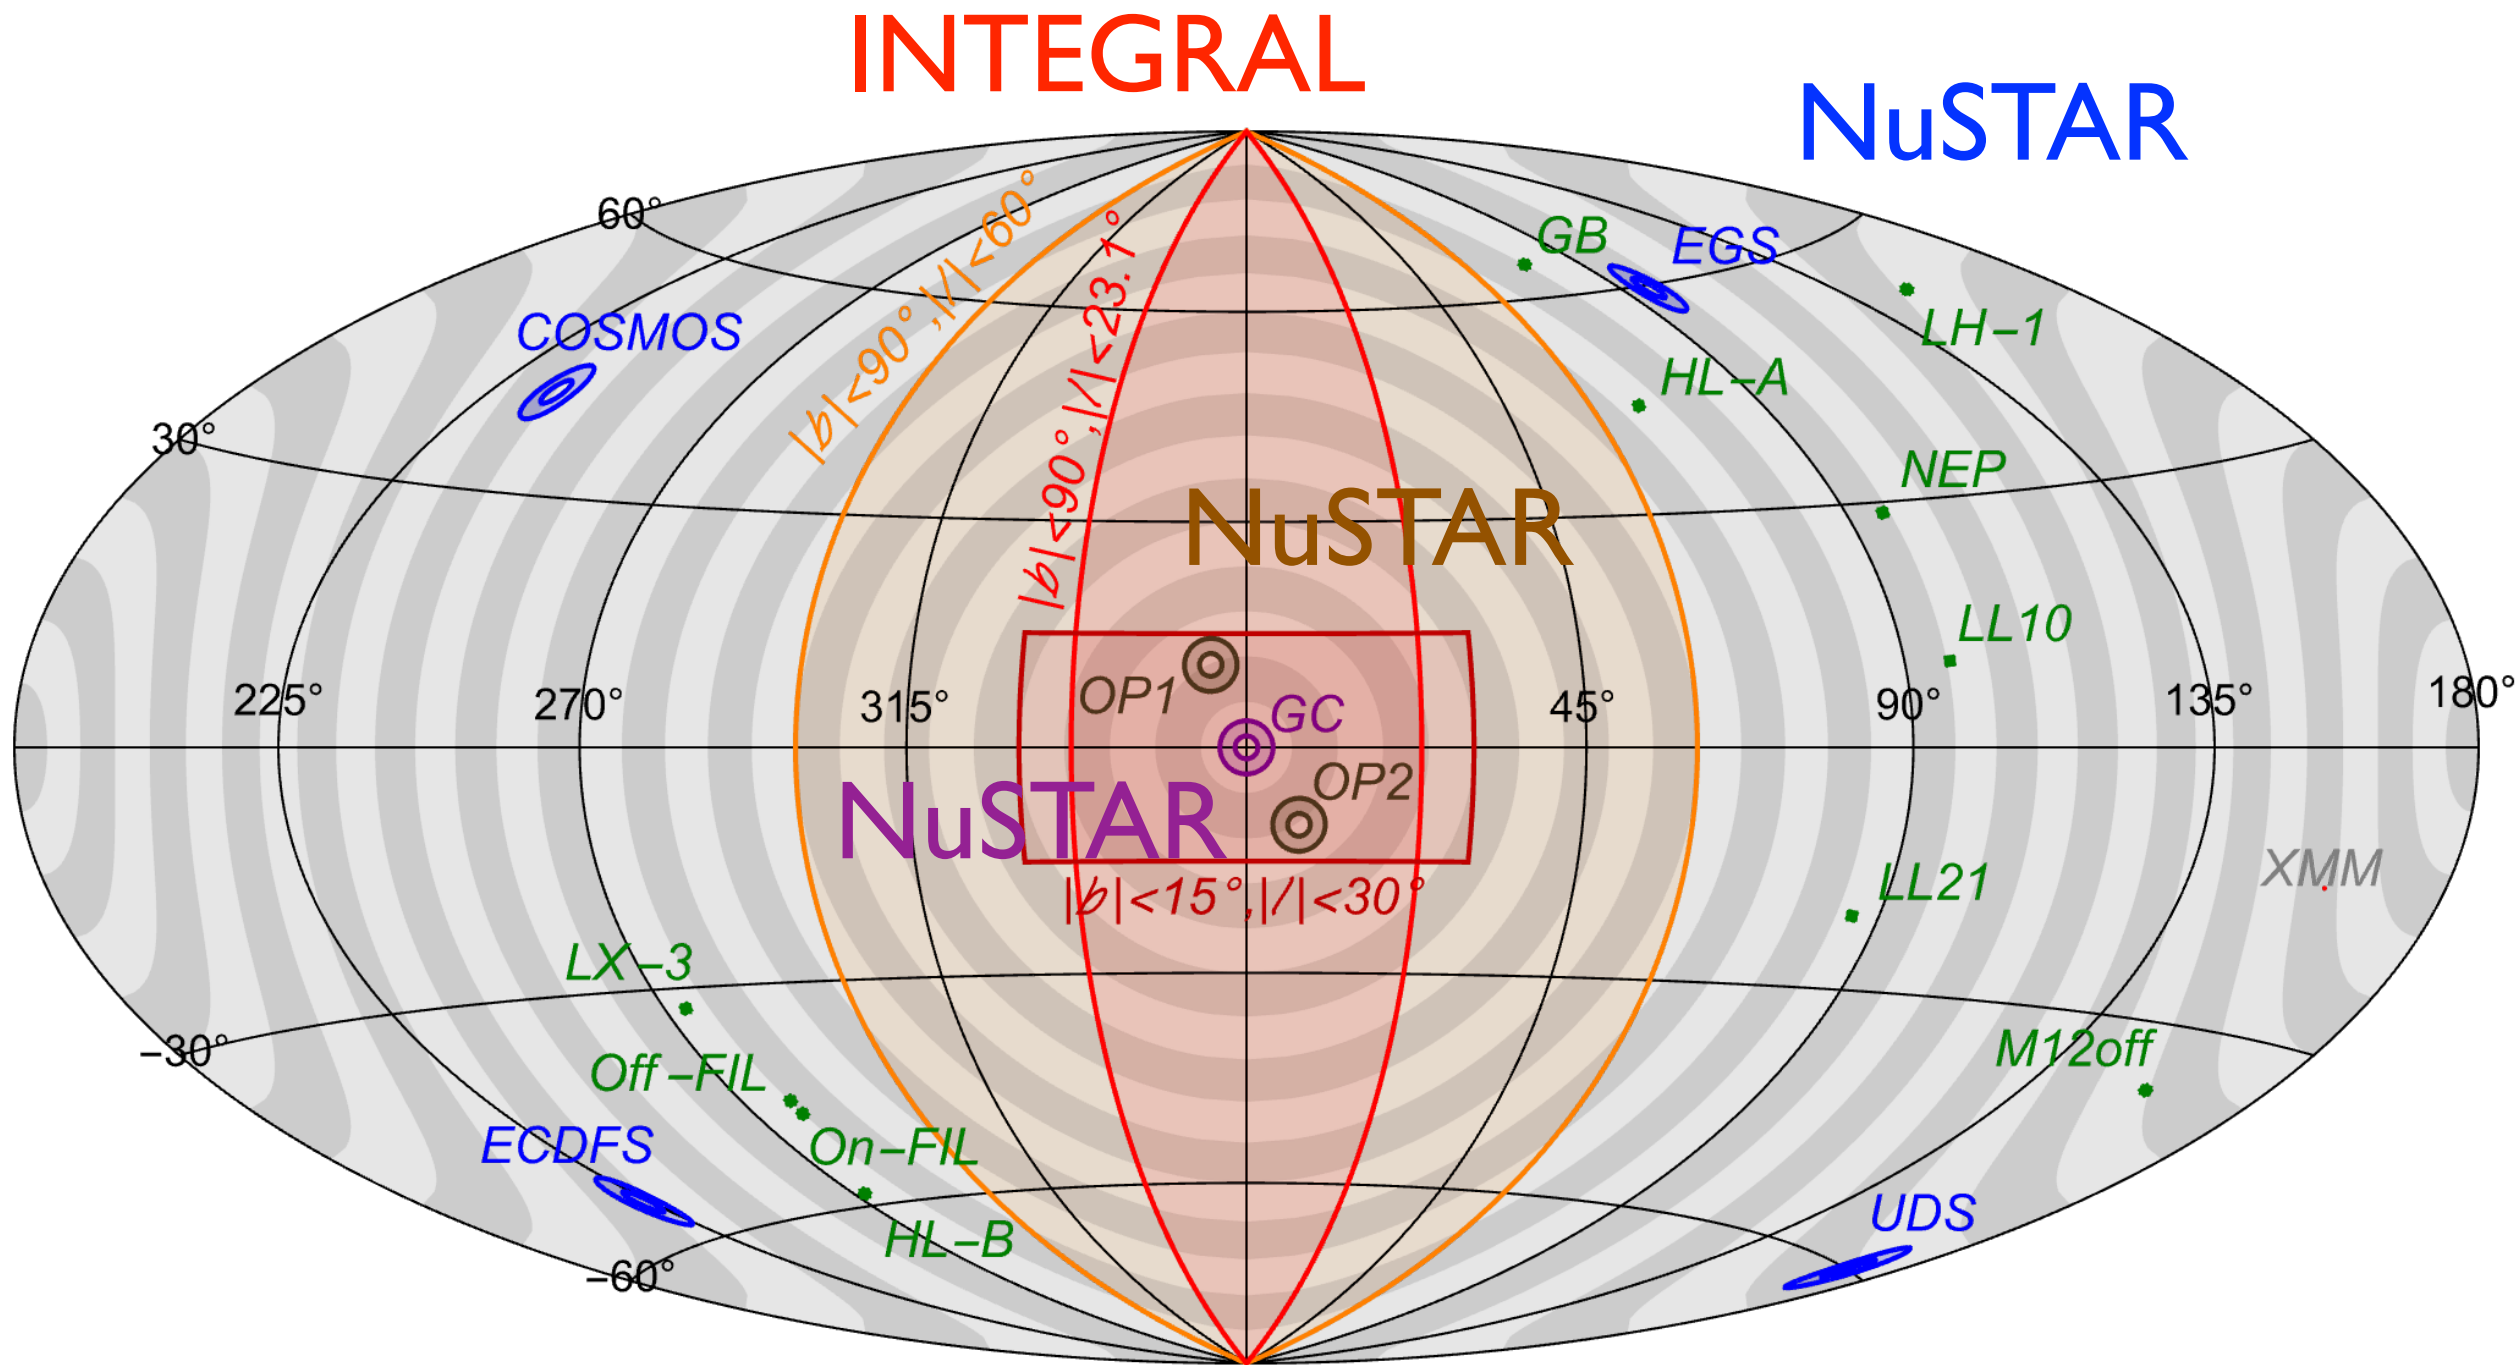 INTEGRAL
NuSTAR
60°
|b|<90°,|l|<60°
|b|<90°,|l|<23.1°
GB
EGS
COSMOS
LH−1
HL−A
30°
NEP
NuSTAR
LL10
225°
270°
315°
OP1
GC
45°
90°
135°
180°
NuSTAR
OP2
|b|<15°,|l|<30°
LL21
XMM
LX−3
−30°
Off−FIL
M12off
ECDFS
On−FIL
HL−B
UDS
−60°